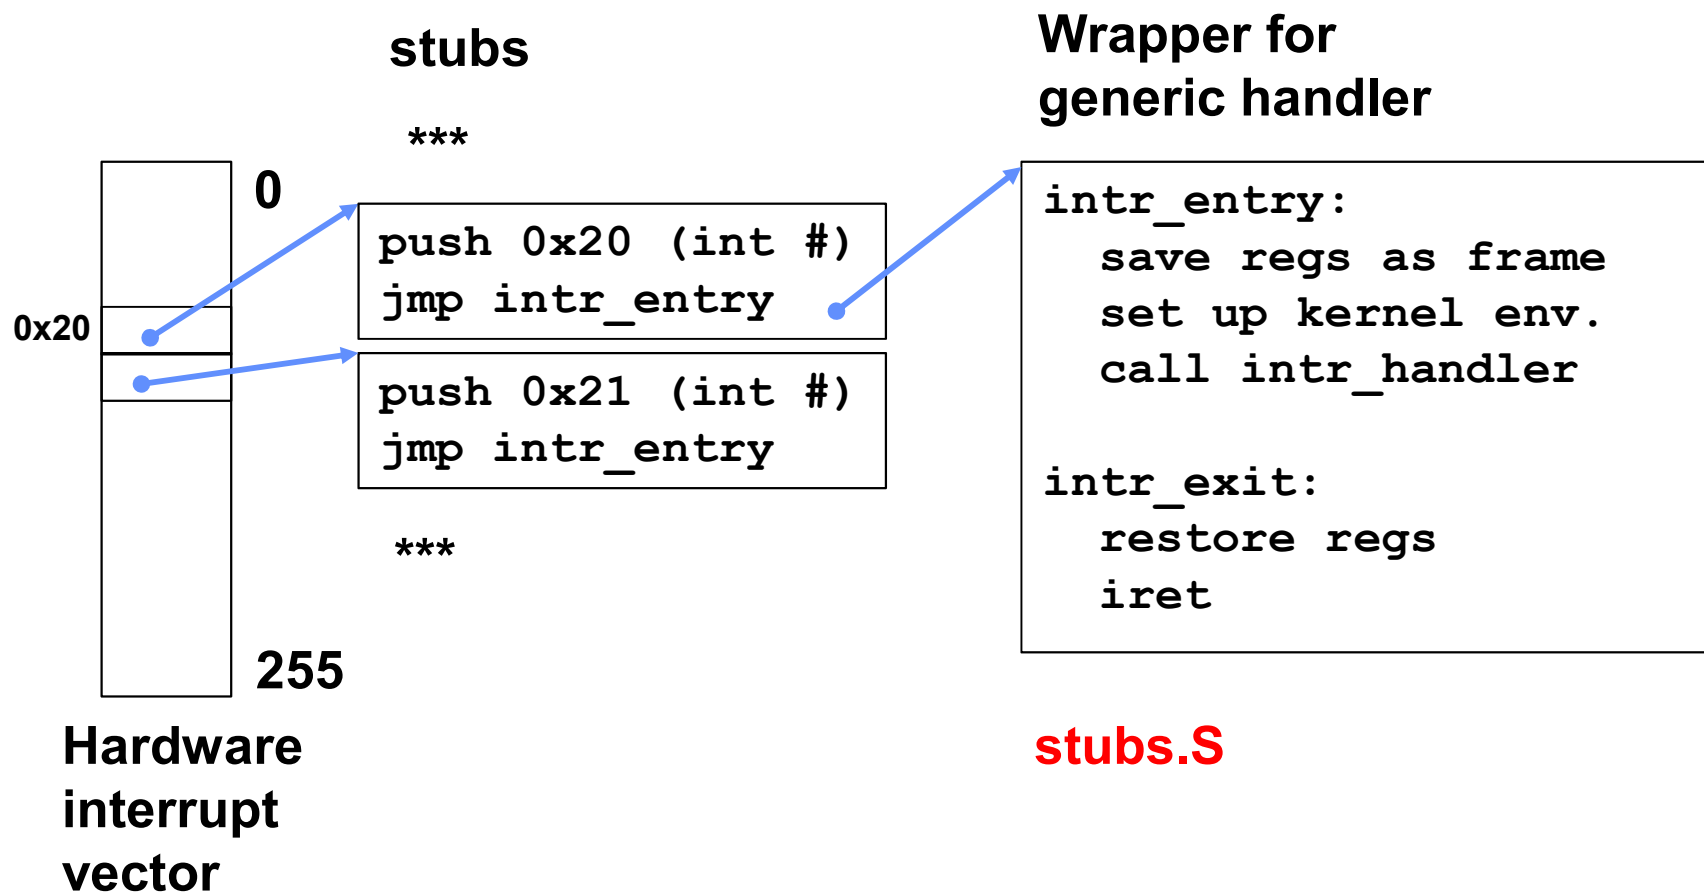 stubs
***
0
0x20
255
Hardware
interrupt
vector
push 0x20 (int #)
jmp intr_entry
push 0x21 (int #)
jmp intr_entry
***
Wrapper for
generic handler
intr_entry:
save regs as frame
set up kernel env.
call intr_handler
intr_exit:
restore regs
iret
stubs.S